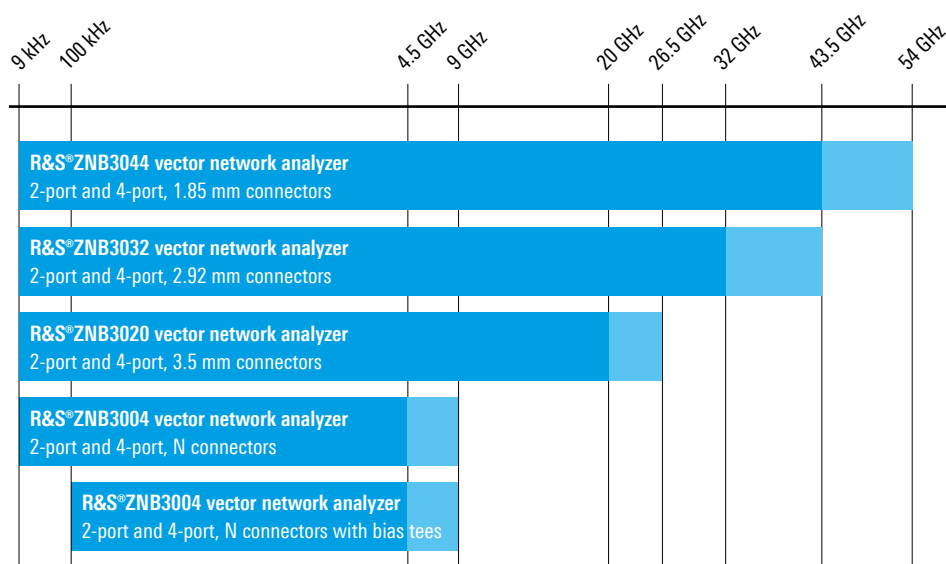 9 kHz
100 kHz
4.5 GHz
9 GHz
20 GHz
26.5 GHz
32 GHz
43.5 GHz
54 GHz
R&S®ZNB3044 vector network analyzer
2-port and 4-port, 1.85 mm connectors
R&S®ZNB3032 vector network analyzer
2-port and 4-port, 2.92 mm connectors
R&S®ZNB3020 vector network analyzer
2-port and 4-port, 3.5 mm connectors
R&S®ZNB3004 vector network analyzer
2-port and 4-port, N connectors
R&S®ZNB3004 vector network analyzer
2-port and 4-port, N connectors with bias tees